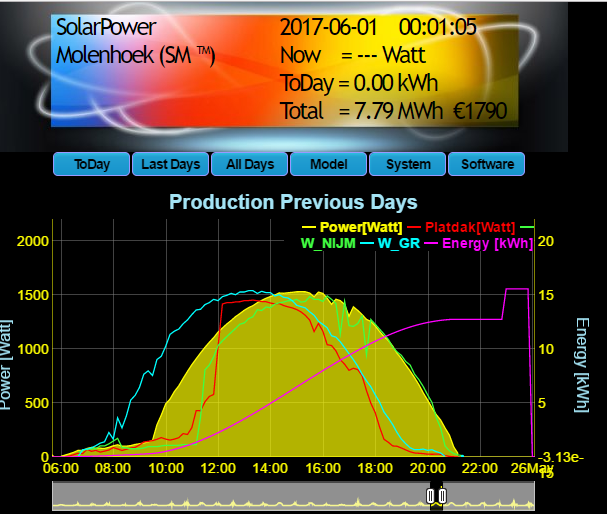 SolarPower
2017-06-01 00:01:05
Molenhoek (SM ™)
Now = --- Watt
ToDay = 0.00 kWh
Total = 7.79 MWh €1790
ToDay
Last Days
All Days
Model
System
Software
Production Previous Days
Power[Watt] Platdak[Watt]
W_NIJM W_GR Energy [kWh]
2000
1500
1000
500
0
20
15
10
5
-3.13e-15
Power [Watt]
Energy [kWh]
06:00 08:00 10:00 12:00 14:00 16:00 18:00 20:00 22:00 26May